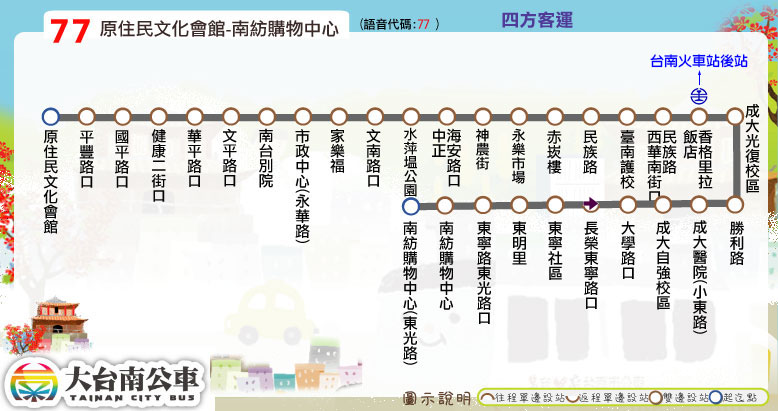 77 原住民文化會館-南紡購物中心 (語音代碼:77 )
四方客運
台南火車站後站
原住民文化會館
平豐路口
國平路口
健康二街口
華平路口
文平路口
南台別院
市政中心(永華路)
家樂福
文南路口
水萍塭公園
海安路口
中正
神農街
永樂市場
赤崁樓
民族路
臺南護校
民族路
西華南街口
香格里拉
飯店
成大光復校區
勝利路
成大醫院(小東路)
成大自強校區
大學路口
長榮東寧路口
東寧社區
東明里
東寧路東光路口
南紡購物中心
南紡購物中心(東光路)
大台南公車
TAINAN CITY BUS
圖示說明 往程單邊設站 返程單邊設站 雙邊設站 起迄點